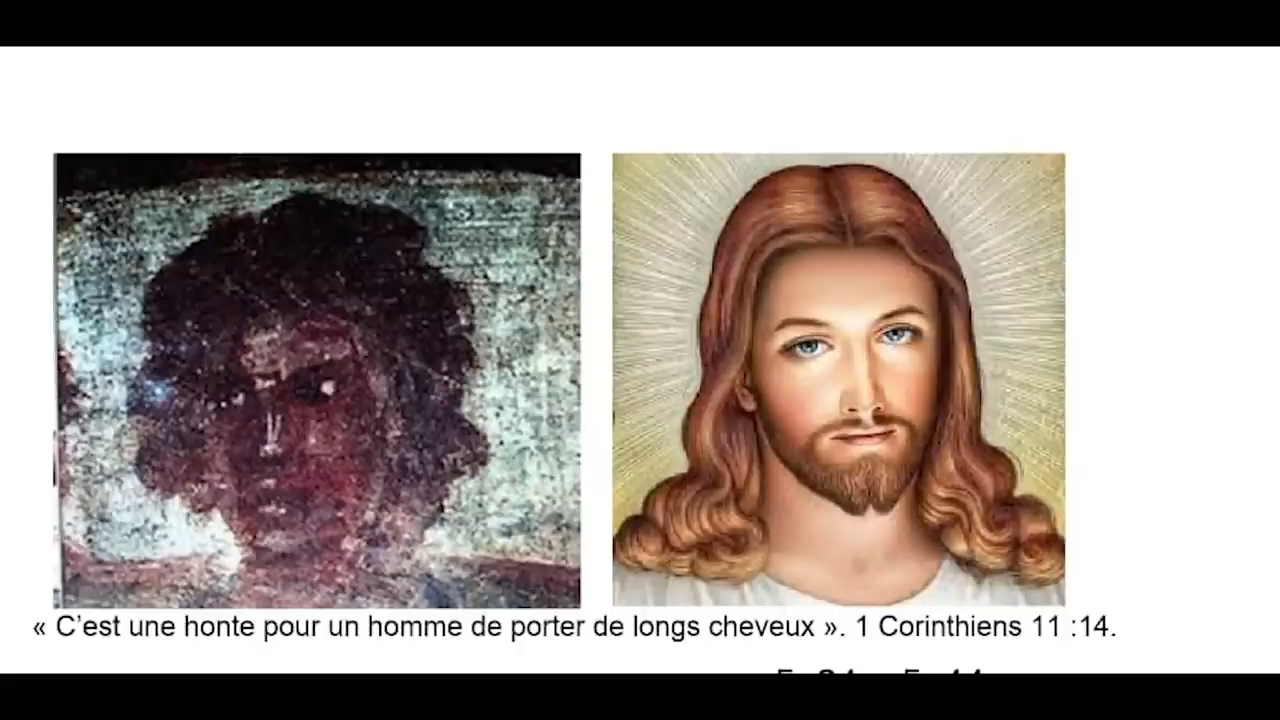 « C’est une honte pour un homme de porter de longs cheveux ». 1 Corinthiens 11 :14.